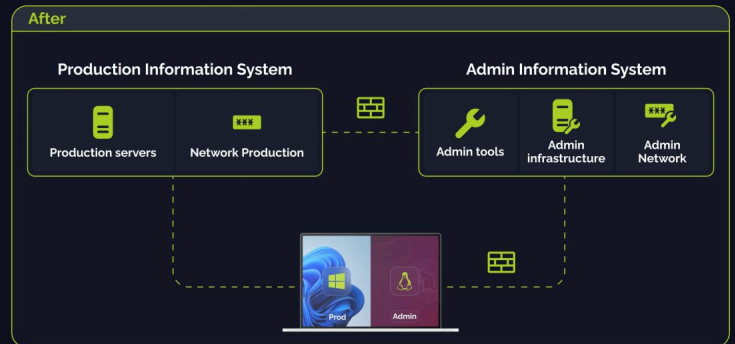 After
Production Information System
Admin Information System
Production servers
***
Network Production
Admin tools
Admin
infrastructure
***
Admin
Network
Prod
Admin